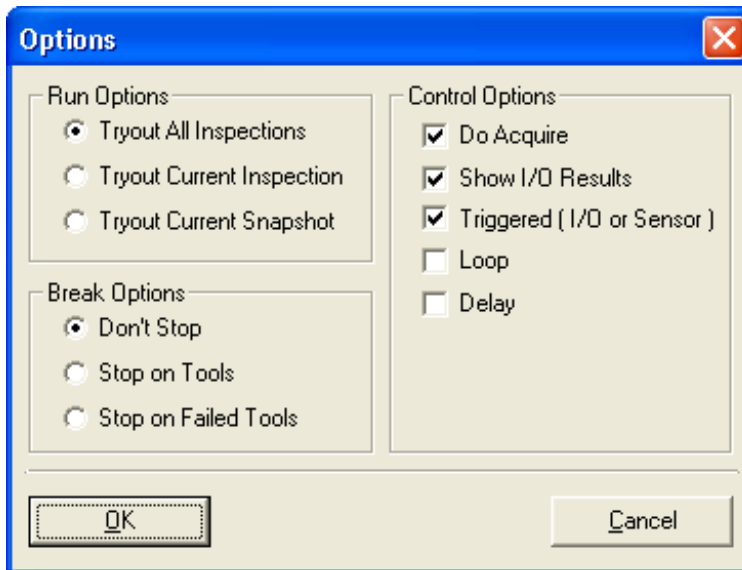 Options
Run Options
Tryout All Inspections
Tryout Current Inspection
Tryout Current Snapshot
Break Options
Don't Stop
Stop on Tools
Stop on Failed Tools
Control Options
Do Acquire
Show I/O Results
Triggered ( I/O or Sensor )
Loop
Delay
OK
Cancel